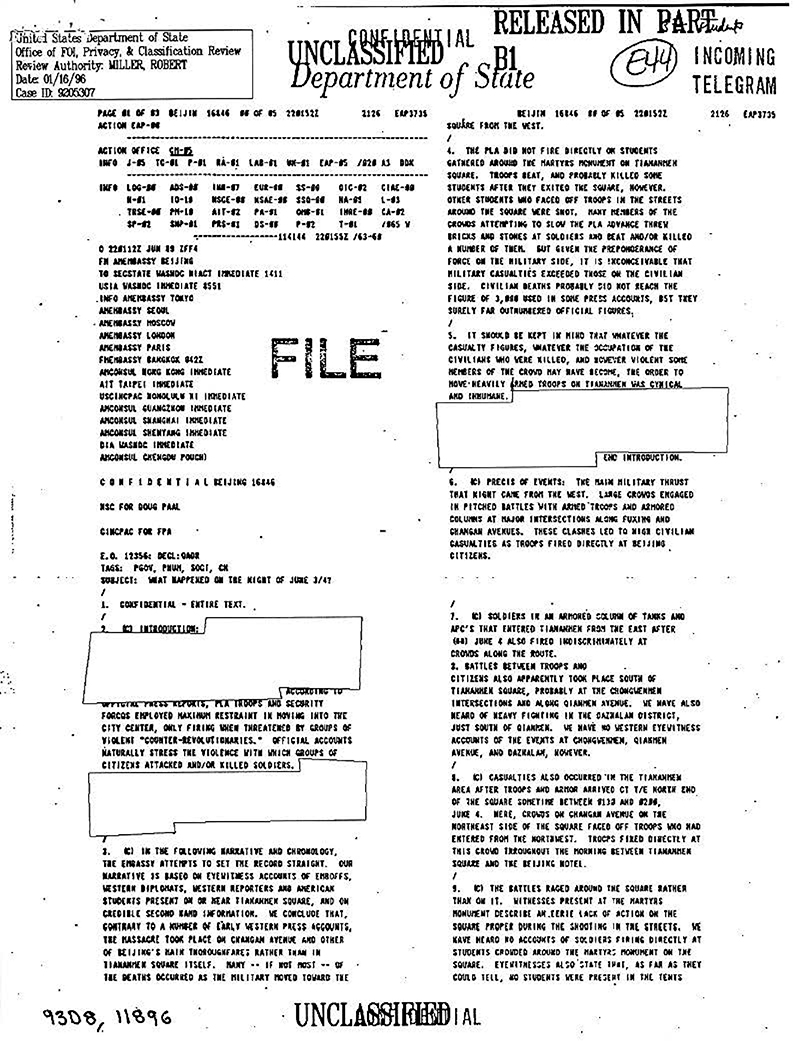 United States Department of State
Office of FOI, Privacy, & Classification Review
Review Authority: MILLER, ROBERT
Date: 01/16/96
Case ID: 9205307
CONFIDENTIAL
UNCLASSIFIED
Department of State
RELEASED IN PART
B1
E44
INCOMING
TELEGRAM
PAGE 01 OF 03 BEIJIN 16846 00 OF 05 220152Z 2126 EAP3735
ACTION EAP-00
ACTION OFFICE CM-05
INFO J-05 TC-01 P-01 RA-01 LAB-01 WK-01 EAP-05 /020 A3 BDK
INFO LOG-00 ADS-00 INR-07 EUR-00 SS-00 OIC-02 CIAE-00
H-01 IO-19 NSCE-00 NSAE-00 SSO-00 HA-01 L-03
TRSE-00 PM-10 AIT-02 PA-01 OMB-01 INRE-00 CA-02
SP-02 SNP-01 PRS-01 DS-00 P-02 T-01 /065 W
------------------114144 220155Z /63-60
O 220112Z JUN 89 ZFF4
FM AMEMBASSY BEIJING
TO SECSTATE WASHDC NIACT IMMEDIATE 1411
USIA WASHDC IMMEDIATE 8551
INFO AMEMBASSY TOKYO
AMEMBASSY SEOUL
AMEMBASSY MOSCOW
AMEMBASSY LONDON
AMEMBASSY PARIS
FMEMBASSY BANGKOK 042Z
AMCONSUL HONG KONG IMMEDIATE
AIT TAIPEI IMMEDIATE
USCINCPAC HONOLULU HI IMMEDIATE
AMCONSUL GUANGZHOU IMMEDIATE
AMCONSUL SHANGHAI IMMEDIATE
AMCONSUL SHENYANG IMMEDIATE
DIA WASHDC IMMEDIATE
AMCONSUL CHENGDU POUCH
FILE
C O N F I D E N T I A L BEIJING 16846
NSC FOR DOUG PAAL
CINCPAC FOR FPA
E.O. 12356: DECL:OADR
TAGS: PGOV, PHUM, SOCI, CH
SUBJECT: WHAT HAPPENED ON THE NIGHT OF JUNE 3/4?
/
1. CONFIDENTIAL - ENTIRE TEXT.
/
2. (C) INTRODUCTION:
ACCORDING TO
OFFICIAL PRESS REPORTS, PLA TROOPS AND SECURITY
FORCOS EMPLOYED MAXIMUM RESTRAINT IN MOVING INTO THE
CITY CENTER, ONLY FIRING WHEN THREATENED BY GROUPS OF
VIOLENT "COUNTER-REVOLUTIONARIES." OFFICIAL ACCOUNTS
NATURALLY STRESS THE VIOLENCE WITH WHICH GROUPS OF
CITIZENS ATTACKED AND/OR KILLED SOLDIERS.
/
3. (C) IN THE FOLLOWING NARRATIVE AND CHRONOLOGY,
THE EMBASSY ATTEMPTS TO SET THE RECORD STRAIGHT. OUR
NARRATIVE IS BASED ON EYEWITNESS ACCOUNTS OF EMBOFFS,
WESTERN DIPLOMATS, WESTERN REPORTERS AND AMERICAN
STUDENTS PRESENT ON OR NEAR TIANANMEN SQUARE, AND ON
CREDIBLE SECOND HAND INFORMATION. WE CONCLUDE THAT,
CONTRARY TO A NUMBER OF EARLY WESTERN PRESS ACCOUNTS,
THE MASSACRE TOOK PLACE ON CHANGAN AVENUE AND OTHER
OF BEIJING'S MAIN THOROUGHFARES RATHER THAN IN
TIANANMEN SQUARE ITSELF. MANY -- IF NOT MOST -- OF
THE DEATHS OCCURRED AS THE MILITARY MOVED TOWARD THE
BEIJIN 16846 00 OF 05 220152Z 2126 EAP3735
SQUARE FROM THE WEST.
/
4. THE PLA DID NOT FIRE DIRECTLY ON STUDENTS
GATHERED AROUND THE MARTYRS MONUMENT ON TIANANMEN
SQUARE. TROOPS BEAT, AND PROBABLY KILLED SOME
STUDENTS AFTER THEY EXITED THE SQUARE, HOWEVER.
OTHER STUDENTS WHO FACED OFF TROOPS IN THE STREETS
AROUND THE SQUARE WERE SHOT. MANY MEMBERS OF THE
CROWDS ATTEMPTING TO SLOW THE PLA ADVANCE THREW
BRICKS AND STONES AT SOLDIERS AND BEAT AND/OR KILLED
A NUMBER OF THEM. BUT GIVEN THE PREPONDERANCE OF
FORCE ON THE MILITARY SIDE, IT IS INCONCEIVABLE THAT
MILITARY CASUALTIES EXCEEDED THOSE ON THE CIVILIAN
SIDE. CIVILIAN DEATHS PROBABLY DID NOT REACH THE
FIGURE OF 3,000 USED IN SOME PRESS ACCOUNTS, BST THEY
SURELY FAR OUTNUMBERED OFFICIAL FIGURES.
/
5. IT SHOULD BE KEPT IN MIND THAT WHATEVER THE
CASUALTY FIGURES, WHATEVER THE OCCUPATION OF THE
CIVILIANS WHO WERE KILLED, AND HOWEVER VIOLENT SOME
MEMBERS OF THE CROWD MAY HAVE BECOME, THE ORDER TO
MOVE HEAVILY ARMED TROOPS ON TIANANMEN WAS CYNICAL
AND INHUMANE.
END INTRODUCTION.
/
6. (C) PRECIS OF EVENTS: THE MAIN MILITARY THRUST
THAT NIGHT CAME FROM THE WEST. LARGE CROWDS ENGAGED
IN PITCHED BATTLES WITH ARMED TROOPS AND ARMORED
COLUMNS AT MAJOR INTERSECTIONS ALONG FUXING AND
CHANGAN AVENUES. THESE CLASHES LED TO HIGH CIVILIAN
CASUALTIES AS TROOPS FIRED DIRECTLY AT BEIJING
CITIZENS.
/
7. (C) SOLDIERS IN AN ARMORED COLUMN OF TANKS AND
APC'S THAT ENTERED TIANANMEN FROM THE EAST AFTER
(04) JUNE 4 ALSO FIRED INDISCRIMINATELY AT
CROWDS ALONG THE ROUTE.
2. BATTLES BETWEEN TROOPS AND
CITIZENS ALSO APPARENTLY TOOK PLACE SOUTH OF
TIANANMEN SQUARE, PROBABLY AT THE CHONGWENMEN
INTERSECTIONS AND ALONG QIANMEN AVENUE. WE HAVE ALSO
HEARD OF HEAVY FIGHTING IN THE DAZHALAN DISTRICT,
JUST SOUTH OF QIANMEN. WE HAVE NO WESTERN EYEWITNESS
ACCOUNTS OF THE EVENTS AT CHONGWENMEN, QIANMEN
AVENUE, AND DAZHALAN, HOWEVER.
/
8. (C) CASUALTIES ALSO OCCURRED IN THE TIANANMEN
AREA AFTER TROOPS AND ARMOR ARRIVED CT T/E NORTH END
OF THE SQUARE SOMETIME BETWEEN 0130 AND 0200,
JUNE 4. HERE, CROWDS ON CHANGAN AVENUE ON THE
NORTHEAST SIDE OF THE SQUARE FACED OFF TROOPS WHO HAD
ENTERED FROM THE NORTHWEST. TROOPS FIRED DIRECTLY AT
THIS CROWD THROUGHOUT THE MORNING BETWEEN TIANANMEN
SQUARE AND THE BEIJING HOTEL.
/
9. (C) THE BATTLES RAGED AROUND THE SQUARE RATHER
THAN ON IT. WITNESSES PRESENT AT THE MARTYRS
MONUMENT DESCRIBE AN EERIE LACK OF ACTION ON THE
SQUARE PROPER DURING THE SHOOTING IN THE STREETS. WE
HAVE HEARD NO ACCOUNTS OF SOLDIERS FIRING DIRECTLY AT
STUDENTS CROWDED AROUND THE MARTYRS MONUMENT ON THE
SQUARE. EYEWITNESSES ALSO STATE THAT, AS FAR AS THEY
COULD TELL, NO STUDENTS WERE PRESENT IN THE TENTS
9308, 11896
UNCLASSIFIED
CONFIDENTIAL